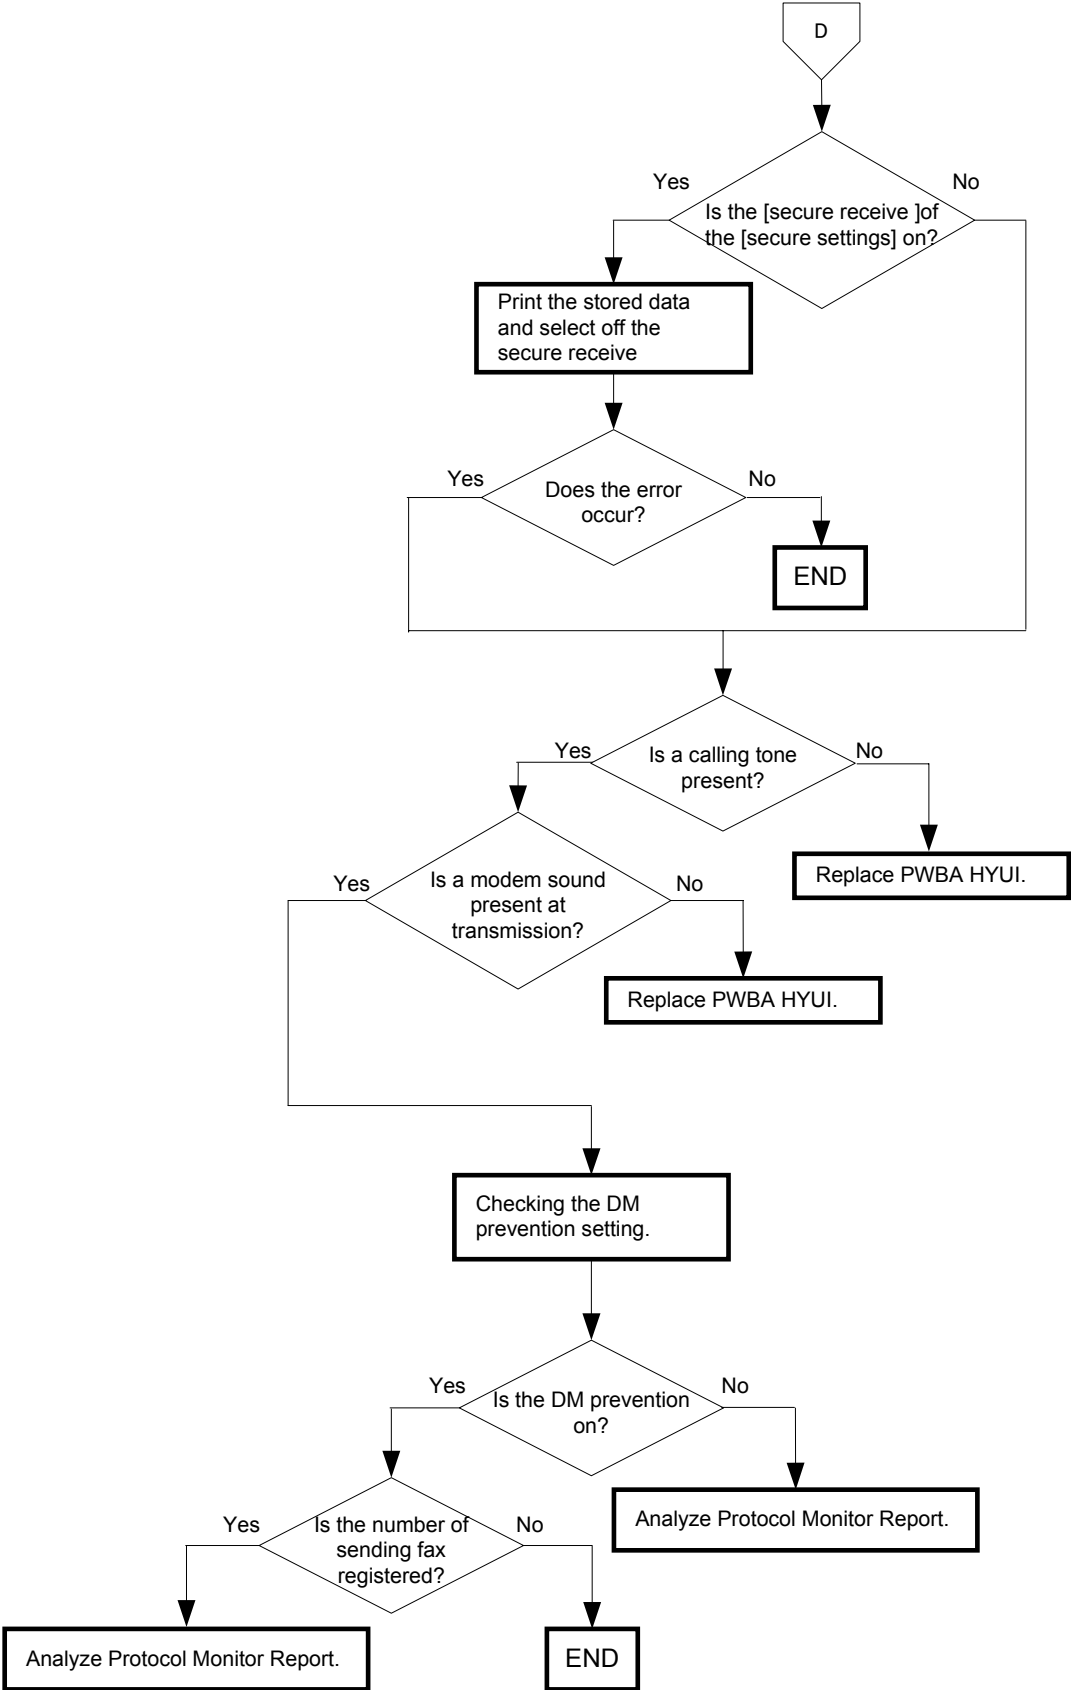 D
Yes
No
Is the [secure receive ]of
the [secure settings] on?
Print the stored data
and select off the
secure receive
Yes
No
Does the error
occur?
END
Yes
No
Is a calling tone
present?
Replace PWBA HYUI.
Yes
No
Is a modem sound
present at
transmission?
Replace PWBA HYUI.
Checking the DM
prevention setting.
Yes
No
Is the DM prevention
on?
Analyze Protocol Monitor Report.
Yes
No
Is the number of
sending fax
registered?
Analyze Protocol Monitor Report.
END